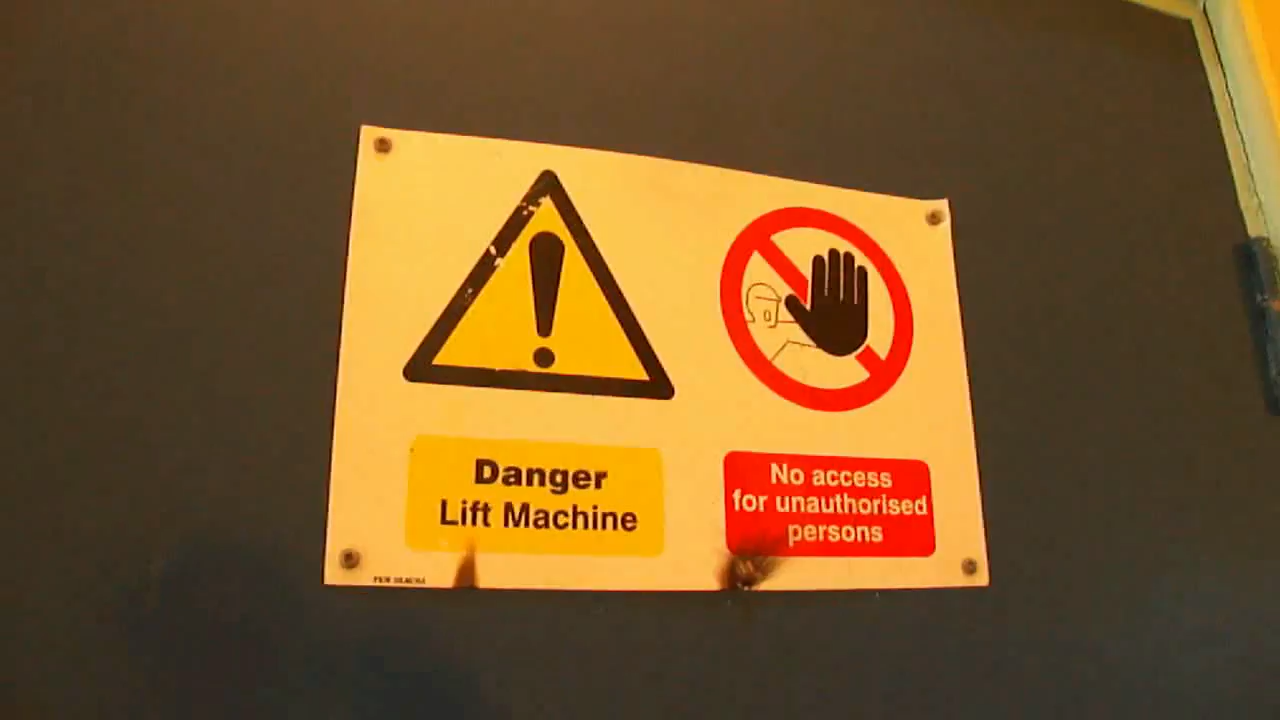 Danger
Lift Machine
No access
for unauthorised
persons